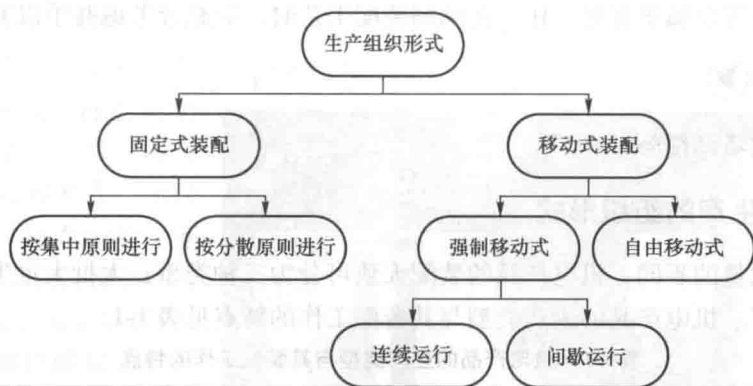 生产组织形式
固定式装配
移动式装配
按集中原则进行
按分散原则进行
强制移动式
自由移动式
连续运行
间歇运行